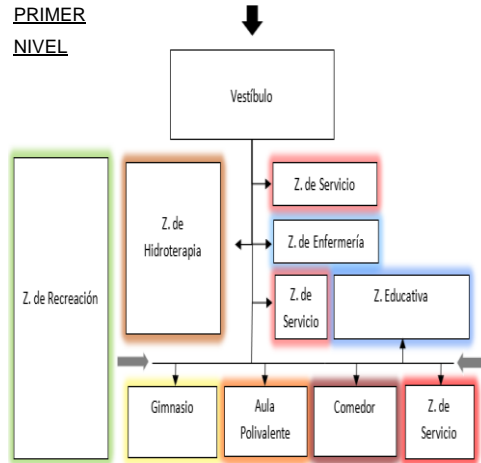 PRIMER
NIVEL
Vestíbulo
Z. de Servicio
Z. de
Hidroterapia
Z. de Enfermería
Z. de Recreación
Z. de
Servicio
Z. Educativa
Gimnasio
Aula
Polivalente
Comedor
Z. de
Servicio